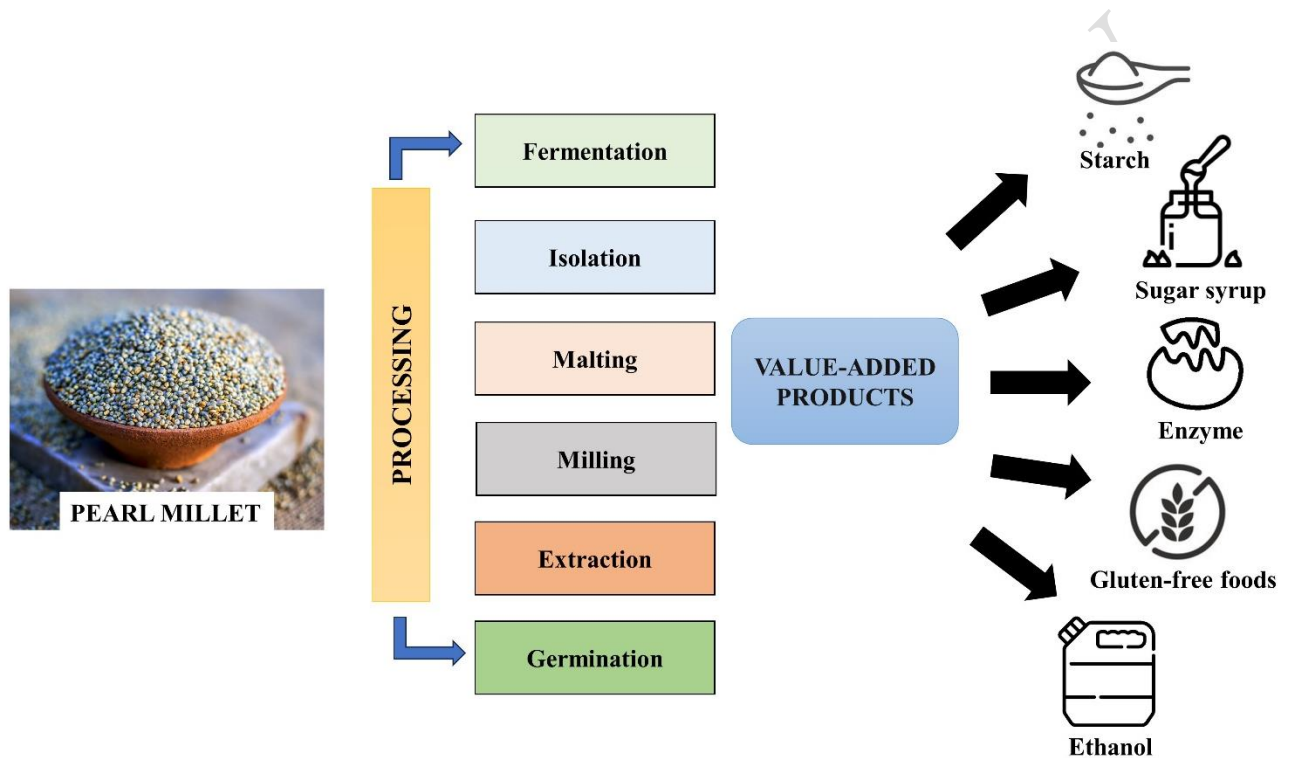 PEARL MILLET
PROCESSING
Fermentation
Isolation
Malting
Milling
Extraction
Germination
VALUE-ADDED
PRODUCTS
Starch
Sugar syrup
Enzyme
Gluten-free foods
Ethanol